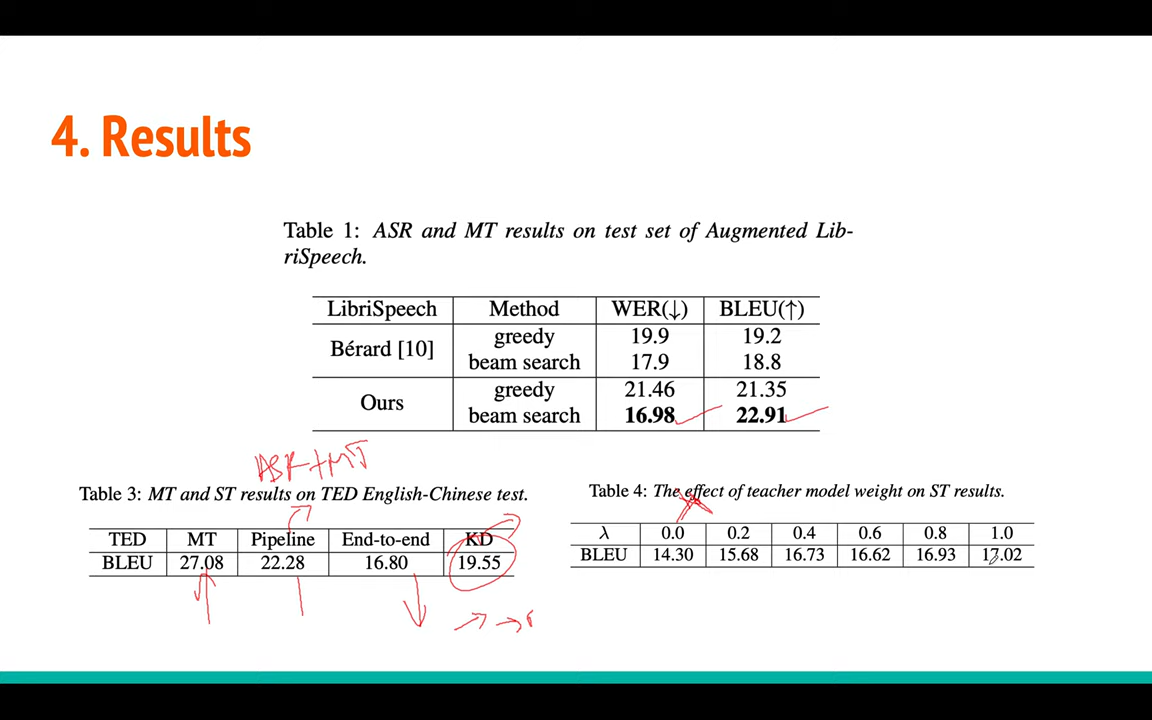 4. Results
Table 1: ASR and MT results on test set of Augmented Lib-
riSpeech.
LibriSpeech Method WER(↓) BLEU(↑)
Bérard [10] greedy 19.9 19.2
beam search 17.9 18.8
Ours greedy 21.46 21.35
beam search 16.98 22.91
ASR+MT
Table 3: MT and ST results on TED English-Chinese test.
TED MT Pipeline End-to-end KD
BLEU 27.08 22.28 16.80 19.55
Table 4: The effect of teacher model weight on ST results.
λ 0.0 0.2 0.4 0.6 0.8 1.0
BLEU 14.30 15.68 16.73 16.62 16.93 17.02